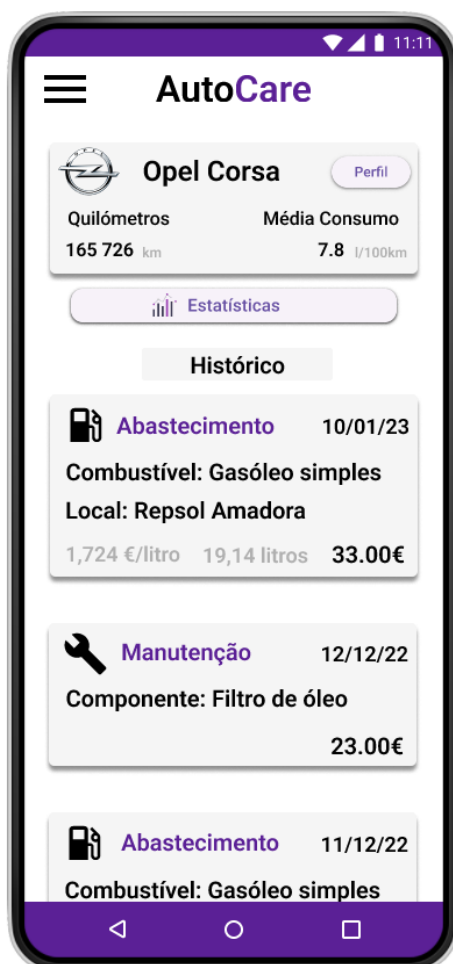 11:11
AutoCare
Opel Corsa
Perfil
Quilómetros Média Consumo
165 726 km 7.8 l/100km
Estatísticas
Histórico
Abastecimento 10/01/23
Combustível: Gasóleo simples
Local: Repsol Amadora
1,724 €/litro 19,14 litros 33.00€
Manutenção 12/12/22
Componente: Filtro de óleo
23.00€
Abastecimento 11/12/22
Combustível: Gasóleo simples